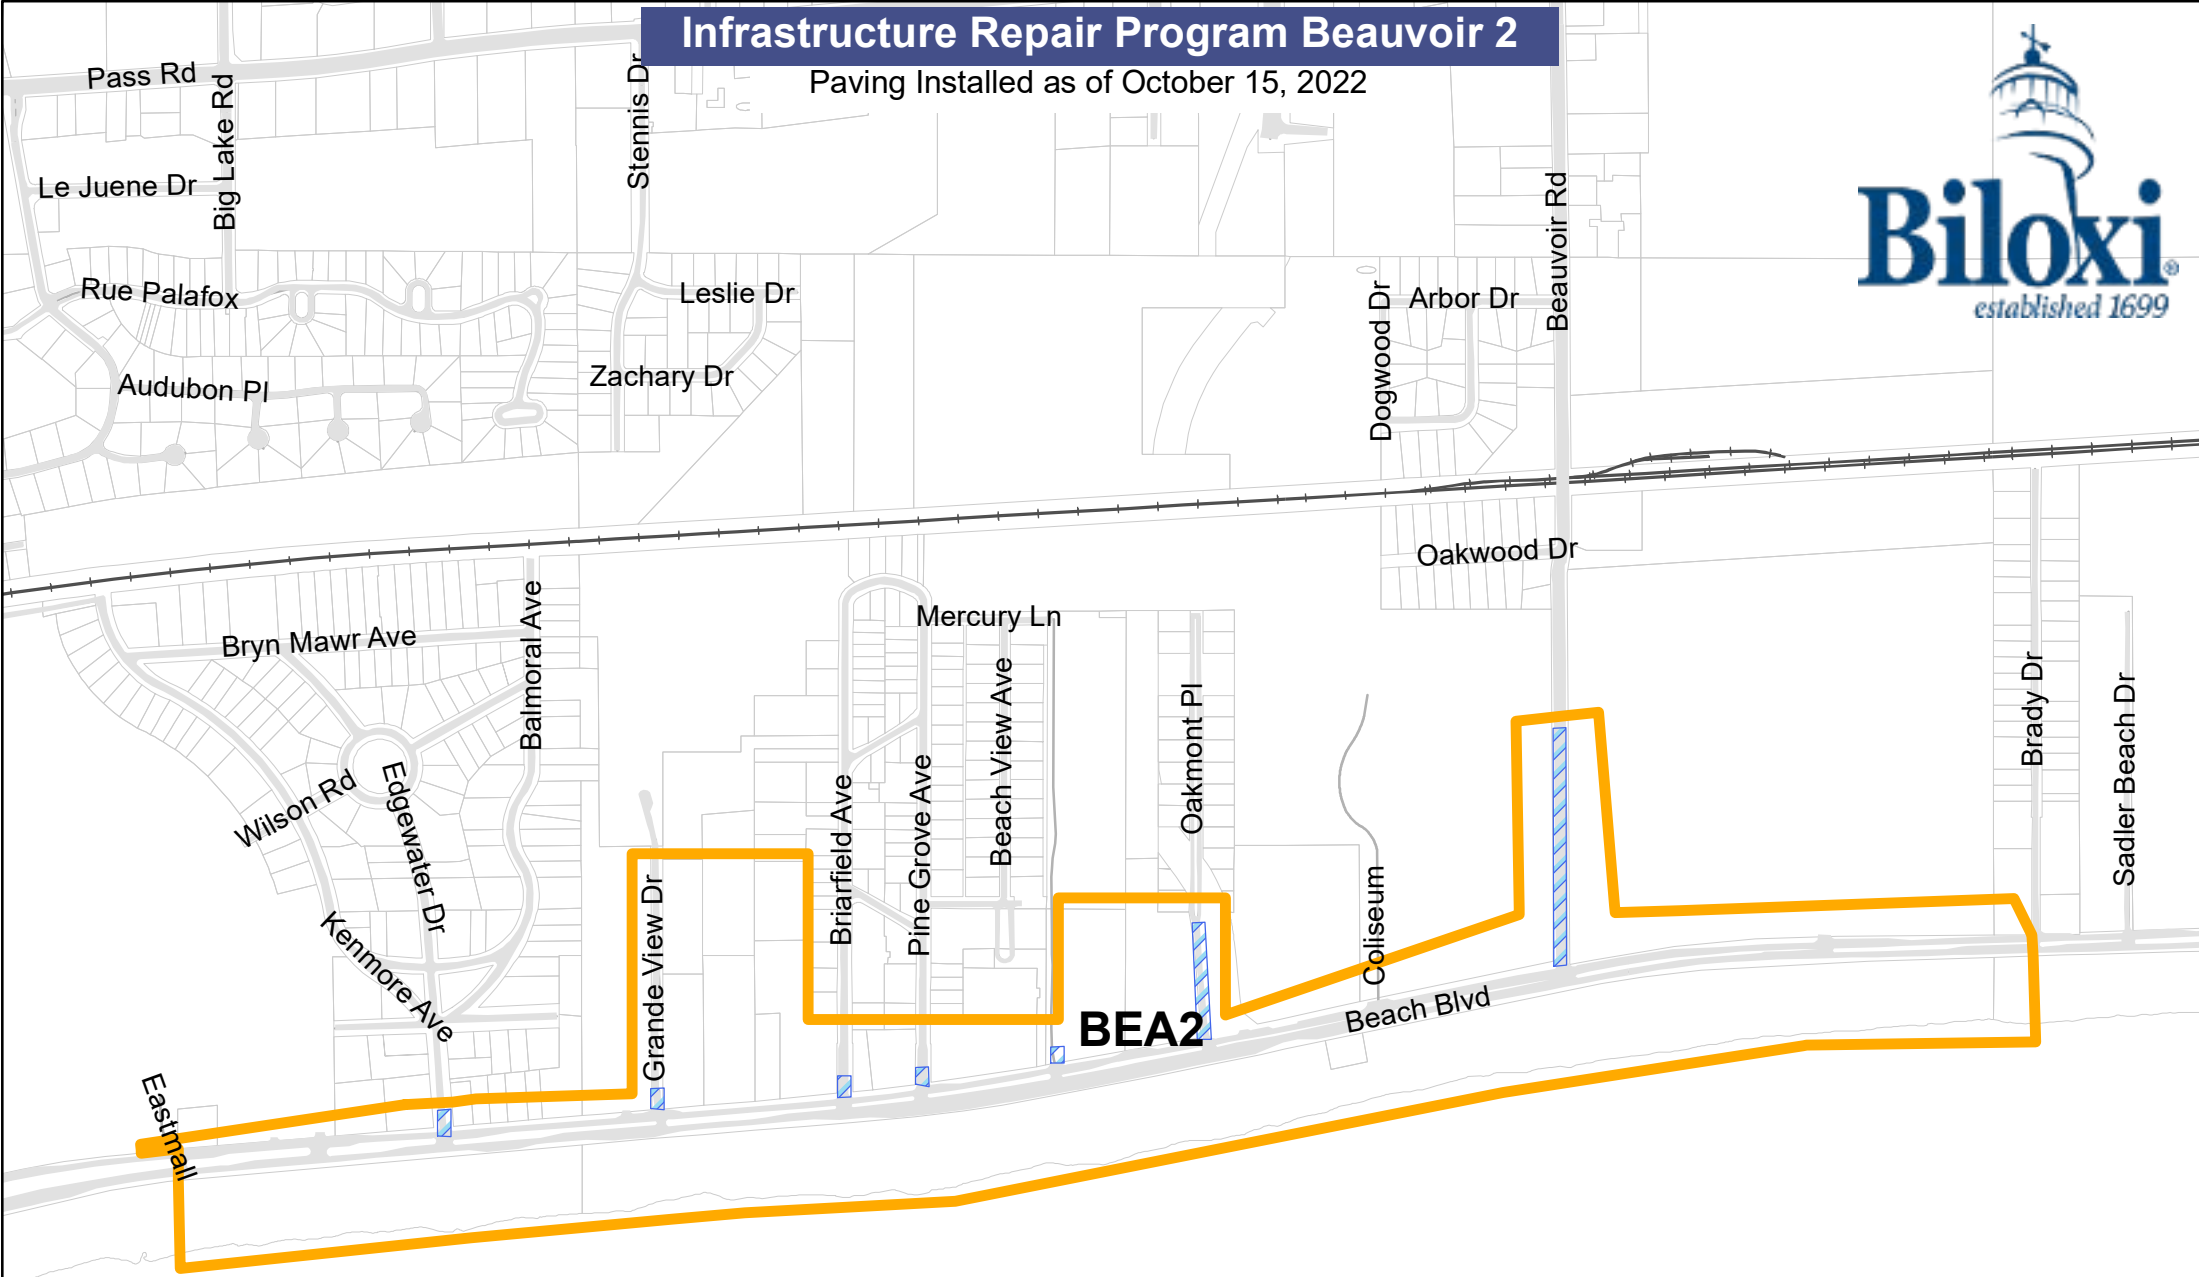 Infrastructure Repair Program Beauvoir 2
Paving Installed as of October 15, 2022
Biloxi®
established 1699
Pass Rd
Big Lake Rd
Stennis Dr
Le Juene Dr
Beauvoir Rd
Rue Palafox
Leslie Dr
Dogwood Dr
Arbor Dr
Audubon Pl
Zachary Dr
Oakwood Dr
Bryn Mawr Ave
Balmoral Ave
Mercury Ln
Beach View Ave
Oakmont Pl
Brady Dr
Sadler Beach Dr
Wilson Rd
Edgewater Dr
Briarfield Ave
Pine Grove Ave
Kenmore Ave
Grande View Dr
Coliseum
Beach Blvd
BEA2
Eastmall